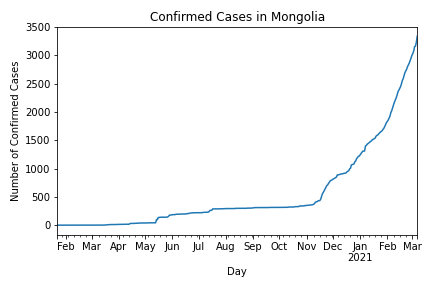 Confirmed Cases in Mongolia
Number of Confirmed Cases
3500
3000
2500
2000
1500
1000
500
0
Feb Mar Apr May Jun Jul Aug Sep Oct Nov Dec Jan Feb Mar
2021
Day